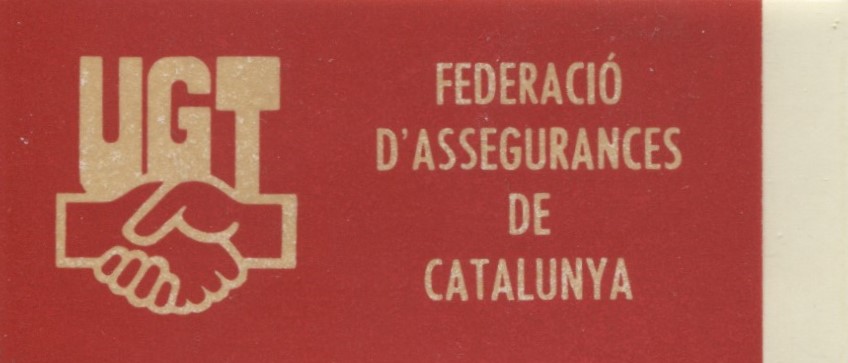 UGT
FEDERACIÓ
D'ASSEGURANCES
DE
CATALUNYA